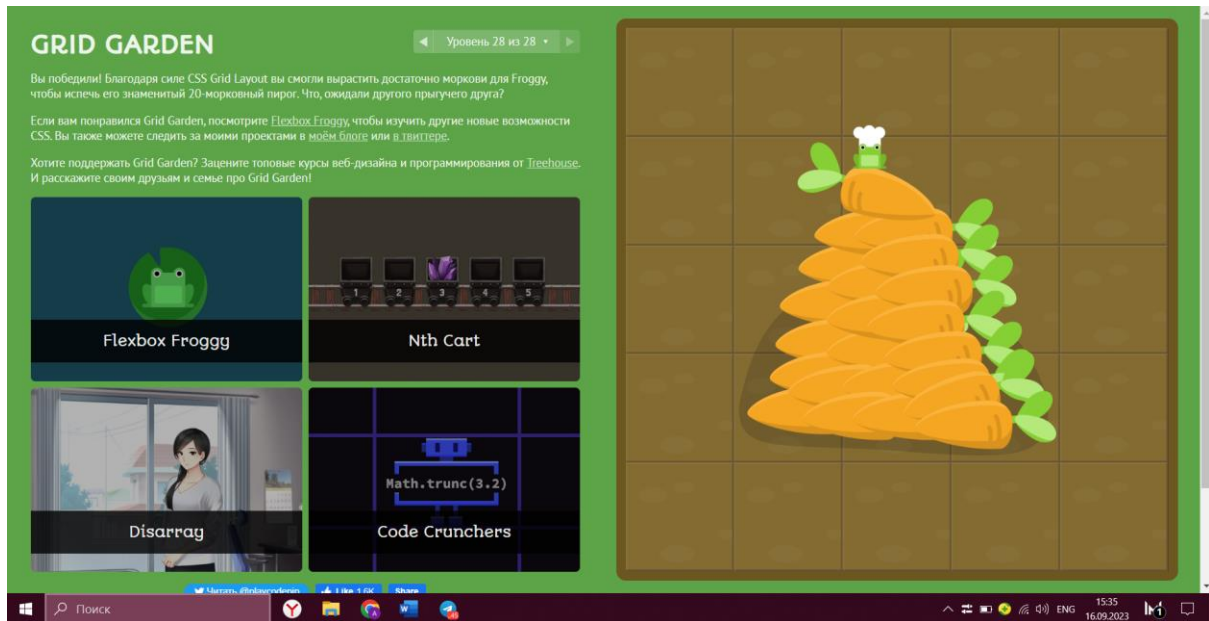 GRID GARDEN
Уровень 28 из 28
Вы победили! Благодаря силе CSS Grid Layout вы смогли вырастить достаточно моркови для Froggy,
чтобы испечь его знаменитый 20-морковный пирог. Что, ожидали другого прыгучего друга?
Если вам понравился Grid Garden, посмотрите Flexbox Froggy, чтобы изучить другие новые возможности
CSS. Вы также можете следить за моими проектами в моём блоге или в твиттере.
Хотите поддержать Grid Garden? Зацените топовые курсы веб-дизайна и программирования от Treehouse.
И расскажите своим друзьям и семье про Grid Garden!
1 2 3 4 5
Flexbox Froggy
Nth Cart
Math.trunc(3.2)
Disarray
Code Crunchers
Читать @playcodepip
Like 1.6K
Share
Поиск
ENG
15:35
16.09.2023